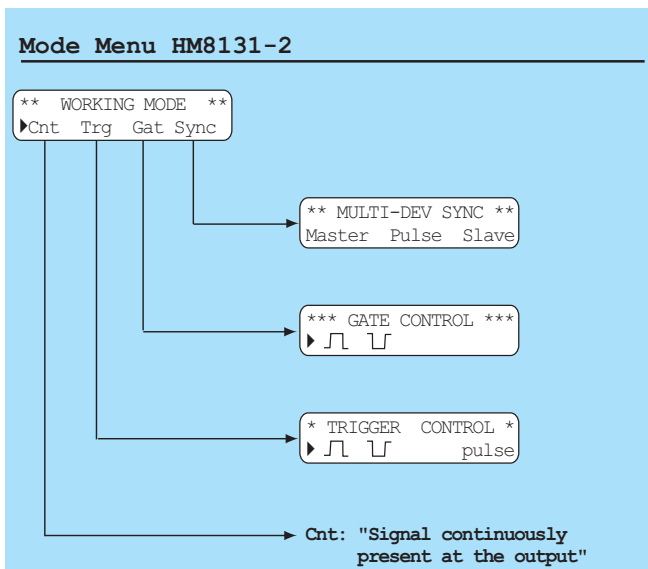 Mode Menu HM8131-2
** WORKING MODE **
Cnt Trg Gat Sync
** MULTI-DEV SYNC **
Master Pulse Slave
*** GATE CONTROL ***
* TRIGGER CONTROL *
pulse
Cnt: "Signal continuously
present at the output"